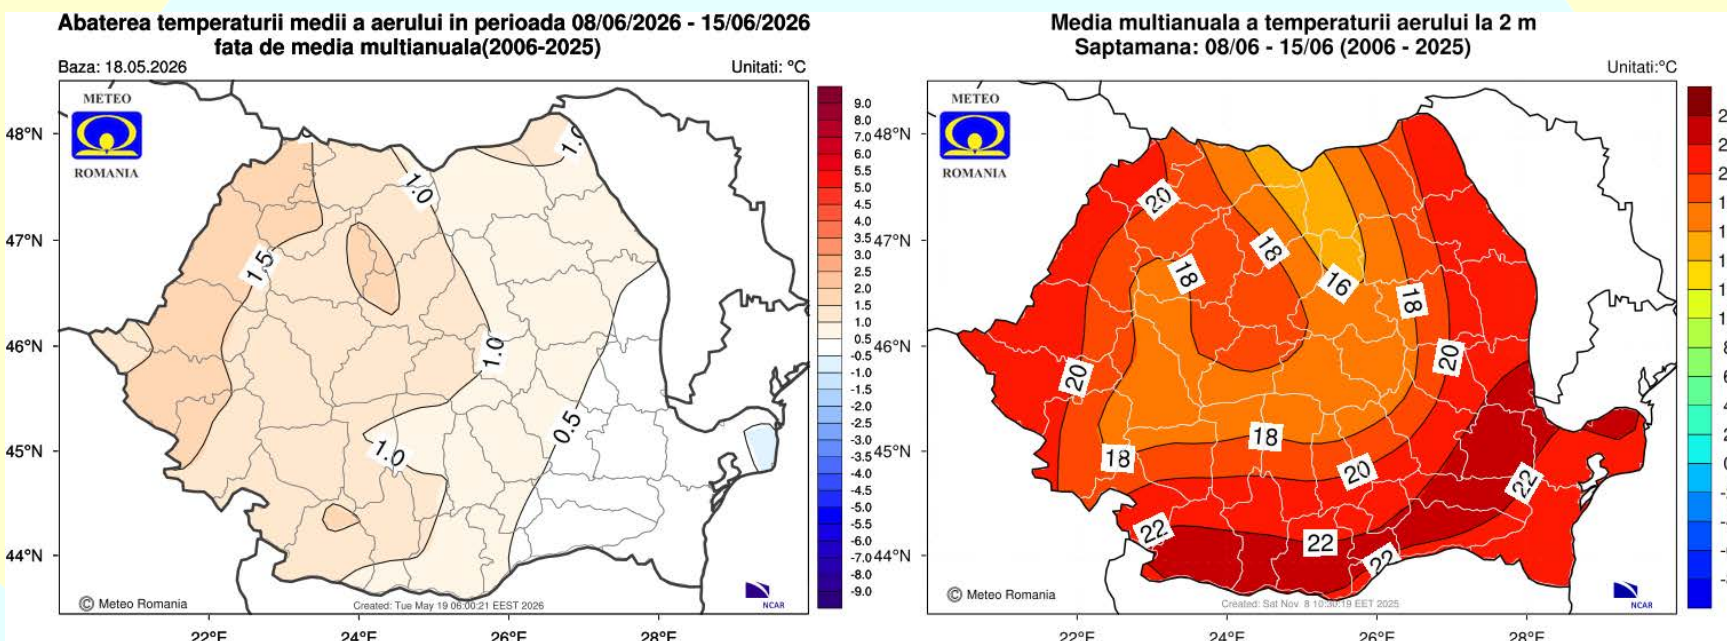 Abaterea temperaturii medii a aerului in perioada 08/06/2026 - 15/06/2026
fata de media multianuala(2006-2025)
Baza: 18.05.2026
Unitati: °C
METEO
ROMANIA
48°N
47°N
46°N
45°N
44°N
22°E
24°E
26°E
28°E
1.0
1.5
1.0
1.0
0.5
9.0
8.0
7.0
6.0
5.5
5.0
4.5
4.0
3.5
3.0
2.5
2.0
1.5
1.0
0.5
-0.5
-1.0
-1.5
-2.0
-2.5
-3.0
-3.5
-4.0
-4.5
-5.0
-5.5
-6.0
-7.0
-8.0
-9.0
© Meteo Romania
Created: Tue May 19 06:00:21 EEST 2026
NCAR
Media multianuala a temperaturii aerului la 2 m
Saptamana: 08/06 - 15/06 (2006 - 2025)
Unitati:°C
METEO
ROMANIA
48°N
47°N
46°N
45°N
44°N
22°E
24°E
26°E
28°E
20
18
18
16
18
20
20
18
18
20
22
22
22
22
© Meteo Romania
Created: Sat Nov 8 10:30:19 EET 2025
NCAR